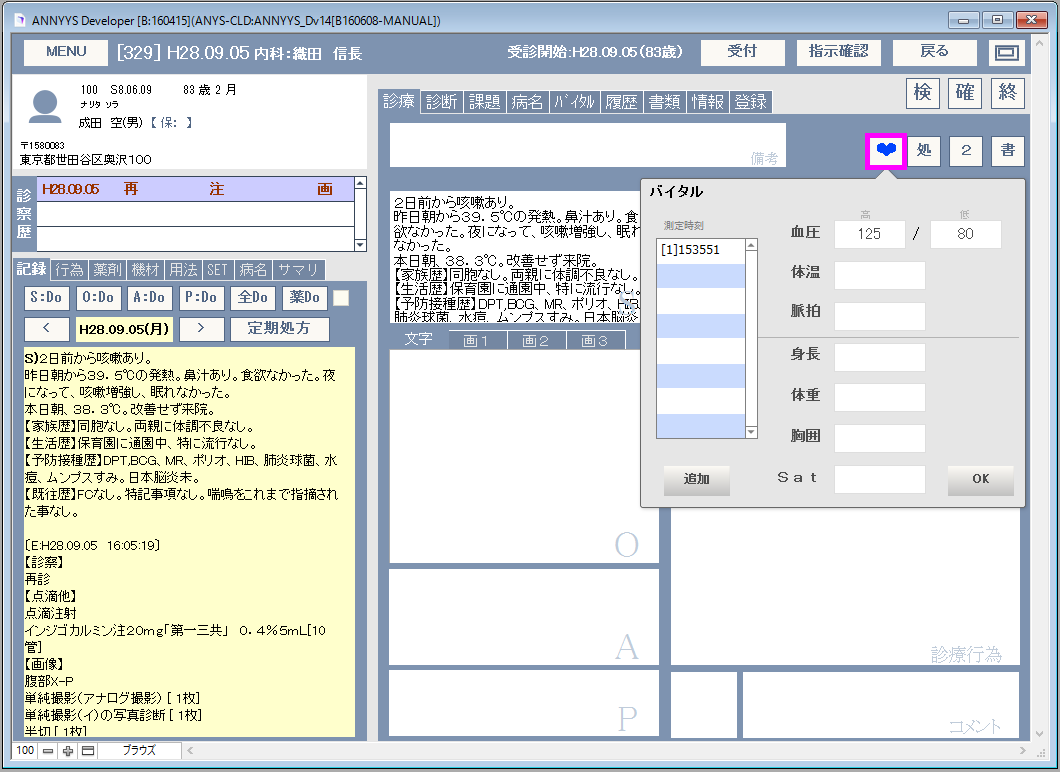 ANNYYS Developer [B:160415](ANYS-CLD:ANNYYS_Dv14[B160608-MANUAL])
MENU
[329] H28.09.05 内科:織田 信長
受診開始:H28.09.05(83歳)
受付
指示確認
戻る
100 S8.06.09 83 歳 2 月
ナリタ ソラ
成田 空(男)【 保: 】
〒1580083
東京都世田谷区奥沢100
診察歴
H28.09.05 再 注 画
記録 行為 薬剤 機材 用法 SET 病名 サマリ
S:Do O:Do A:Do P:Do 全Do 薬Do
< H28.09.05(月) > 定期処方
S)2日前から咳嗽あり。
昨日朝から39.5℃の発熱。鼻汁あり。食欲なかった。夜
になって、咳嗽増強し、眠れなかった。
本日朝、38.3℃。改善せず来院。
【家族歴】同胞なし。両親に体調不良なし。
【生活歴】保育園に通園中、特に流行なし。
【予防接種歴】DPT,BCG、MR、ポリオ、HIB、肺炎球菌、水
痘、ムンプスすみ。日本脳炎未。
【既往歴】FCなし。特記事項なし。喘鳴をこれまで指摘され
た事なし。
[E:H28.09.05 16:05:19]
【診察】
再診
【点滴他】
点滴注射
インジゴカルミン注20mg「第一三共」 0.4%5mL[10
管]
【画像】
腹部X-P
単純撮影(アナログ撮影) [ 1枚]
単純撮影(イ)の写真診断 [ 1枚]
半切 [ 1枚]
100
ブラウズ
診療 診断 課題 病名 バイタル 履歴 書類 情報 登録
検 確 終
備考
処 2 書
2日前から咳嗽あり。
昨日朝から39.5℃の発熱。鼻汁あり。食
欲なかった。夜になって、咳嗽増強し、眠れ
なかった。
本日朝、38.3℃。改善せず来院。
【家族歴】同胞なし。両親に体調不良なし。
【生活歴】保育園に通園中、特に流行なし。
【予防接種歴】DPT,BCG、MR、ポリオ、HIB、
肺炎球菌、水痘、ムンプスすみ。日本脳炎
文字 画1 画2 画3
O
A
P
診療行為
コメント
バイタル
測定時刻
[1]153551
追加
高 低
血圧 125 / 80
体温
脈拍
身長
体重
胸囲
Sat
OK